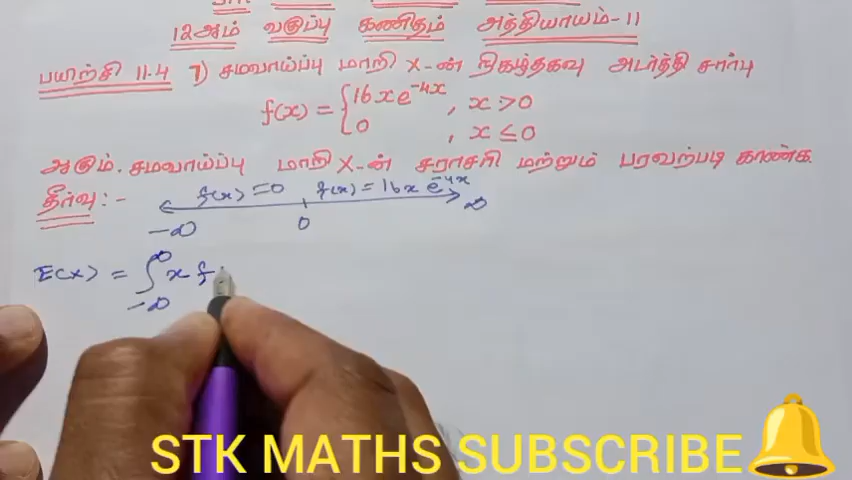 12ஆம் வகுப்பு கணிதம் அத்தியாயம்-11
பயிற்சி 11.4 7) சமவாய்ப்பு மாறி X-ன் நிகழ்தகவு அடர்த்தி சார்பு
f(x) = { 16xe^-4x , x > 0
0 , x ≤ 0
ஆகும். சமவாய்ப்பு மாறி X-ன் சராசரி மற்றும் பரவற்படி காண்க.
தீர்வு:-
f(x) = 0 f(x) = 16x e^-4x
-∞ 0 ∞
E(X) = ∫_-∞^∞ x f
STK MATHS SUBSCRIBE